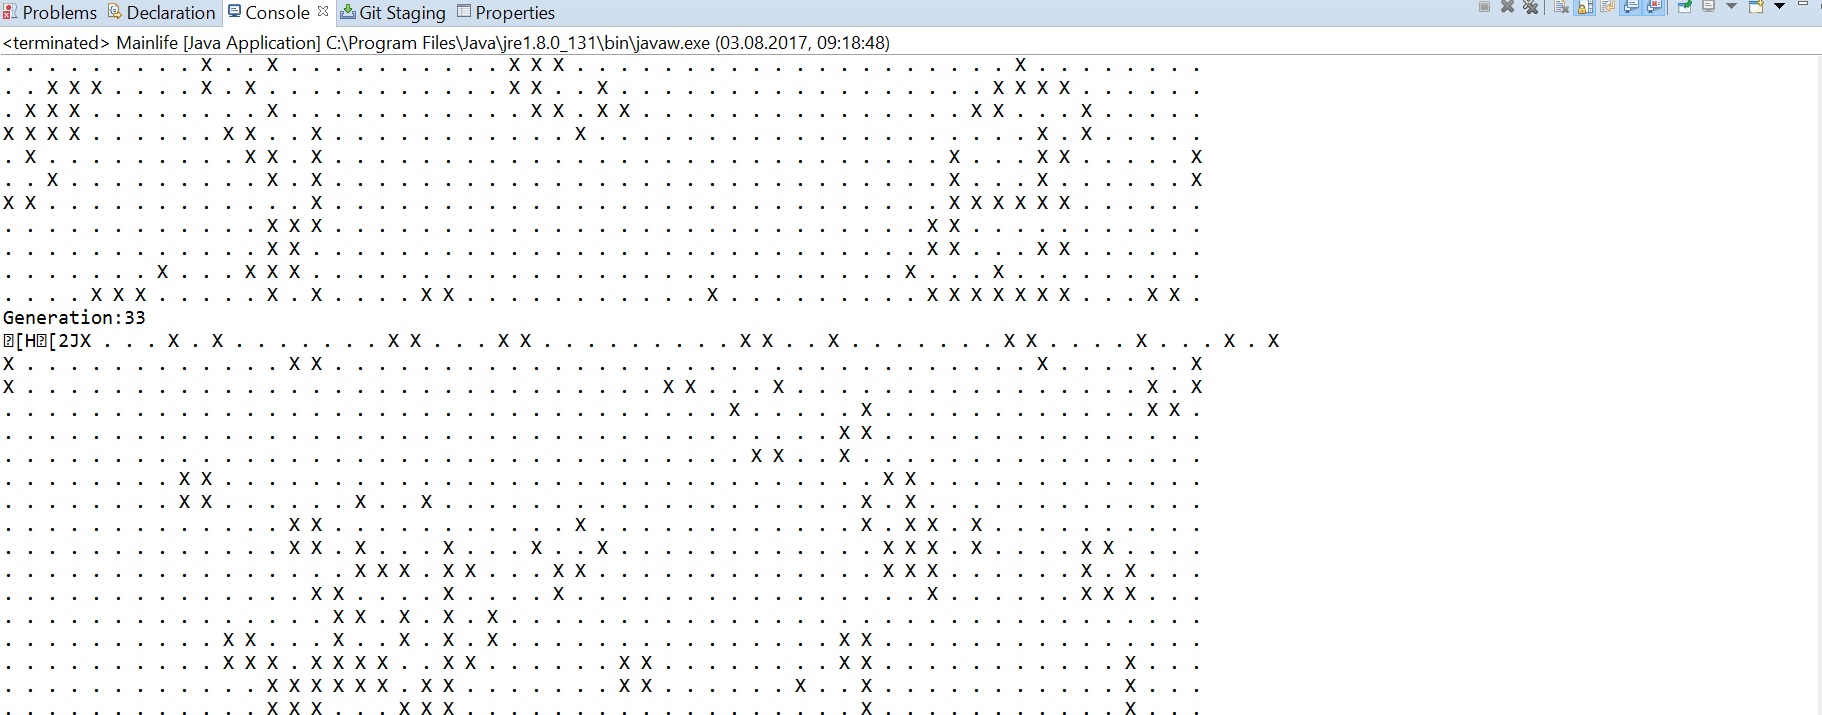 Problems Declaration Console Git Staging Properties
<terminated> Mainlife [Java Application] C:\Program Files\Java\jre1.8.0_131\bin\javaw.exe (03.08.2017, 09:18:48)
. . . . . . . . . X . . X . . . . . . . . . . X X X . . . . . . . . . . . . . . . . . . . . X . . . . . . . .
. . X X X . . . . X . X . . . . . . . . . . . X X . . X . . . . . . . . . . . . . . . . . X X X X . . . . . .
. X X X . . . . . . . . X . . . . . . . . . . . X X . X X . . . . . . . . . . . . . . . X X . . . X . . . . .
X X X X . . . . . . X X . . X . . . . . . . . . . . X . . . . . . . . . . . . . . . . . . . . X . X . . . . .
. X . . . . . . . . . X X . X . . . . . . . . . . . . . . . . . . . . . . . . . . . . X . . . X X . . . . . X
. . X . . . . . . . . . X . X . . . . . . . . . . . . . . . . . . . . . . . . . . . . X . . . X . . . . . . X
X X . . . . . . . . . . . . X . . . . . . . . . . . . . . . . . . . . . . . . . . . . X X X X X X . . . . . .
. . . . . . . . . . . . X X X . . . . . . . . . . . . . . . . . . . . . . . . . . . X X . . . . . . . . . . .
. . . . . . . . . . . . X X . . . . . . . . . . . . . . . . . . . . . . . . . . . . X X . . . X X . . . . . .
. . . . . . . X . . . X X X . . . . . . . . . . . . . . . . . . . . . . . . . . . X . . . X . . . . . . . . .
. . . . X X X . . . . . X . X . . . . X X . . . . . . . . . . . X . . . . . . . . . X X X X X X X . . . X X .
Generation:33
[H[2JX . . . X . X . . . . . . . X X . . . X X . . . . . . . . . X X . . X . . . . . . . X X . . . . X . . . X . X
X . . . . . . . . . . . . X X . . . . . . . . . . . . . . . . . . . . . . . . . . . . . . . . X . . . . . . X
X . . . . . . . . . . . . . . . . . . . . . . . . . . . . . X X . . . X . . . . . . . . . . . . . . . . X . X
. . . . . . . . . . . . . . . . . . . . . . . . . . . . . . . . . X . . . . . X . . . . . . . . . . . . X X .
. . . . . . . . . . . . . . . . . . . . . . . . . . . . . . . . . . . . . . X X . . . . . . . . . . . . . . .
. . . . . . . . . . . . . . . . . . . . . . . . . . . . . . . . . . X X . . X . . . . . . . . . . . . . . . .
. . . . . . . . X X . . . . . . . . . . . . . . . . . . . . . . . . . . . . . . X X . . . . . . . . . . . . .
. . . . . . . . X X . . . . . . X . . X . . . . . . . . . . . . . . . . . . . X . X . . . . . . . . . . . . .
. . . . . . . . . . . . . X X . . . . . . . . . . . X . . . . . . . . . . . . X . X X . X . . . . . . . . . .
. . . . . . . . . . . . . X X . X . . . X . . . X . . X . . . . . . . . . . . . X X X . X . . . . X X . . . .
. . . . . . . . . . . . . . . . X X X . X X . . . X X . . . . . . . . . . . . . X X X . . . . . . X . X . . .
. . . . . . . . . . . . . . X X . . . . X . . . . X . . . . . . . . . . . . . . . . X . . . . . . X X X . . .
. . . . . . . . . . . . . . . X X . X . X . X . . . . . . . . . . . . . . . . . . . . . . . . . . . . . . . .
. . . . . . . . . . X X . . . X . . X . X . X . . . . . . . . . . . . . . . X X . . . . . . . . . . . . . . .
. . . . . . . . . . X X X . X X X X . . X X . . . . . . X X . . . . . . . . X X . . . . . . . . . . . X . . .
. . . . . . . . . . . . X X X X X X . X X . . . . . . . X X . . . . . . X . . X . . . . . . . . . . . X . . .
. . . . . . . . . . . . X X X . . . X X X . . . . . . . . . . . . . . . . . . X . . . . . . . . . . . X . . .